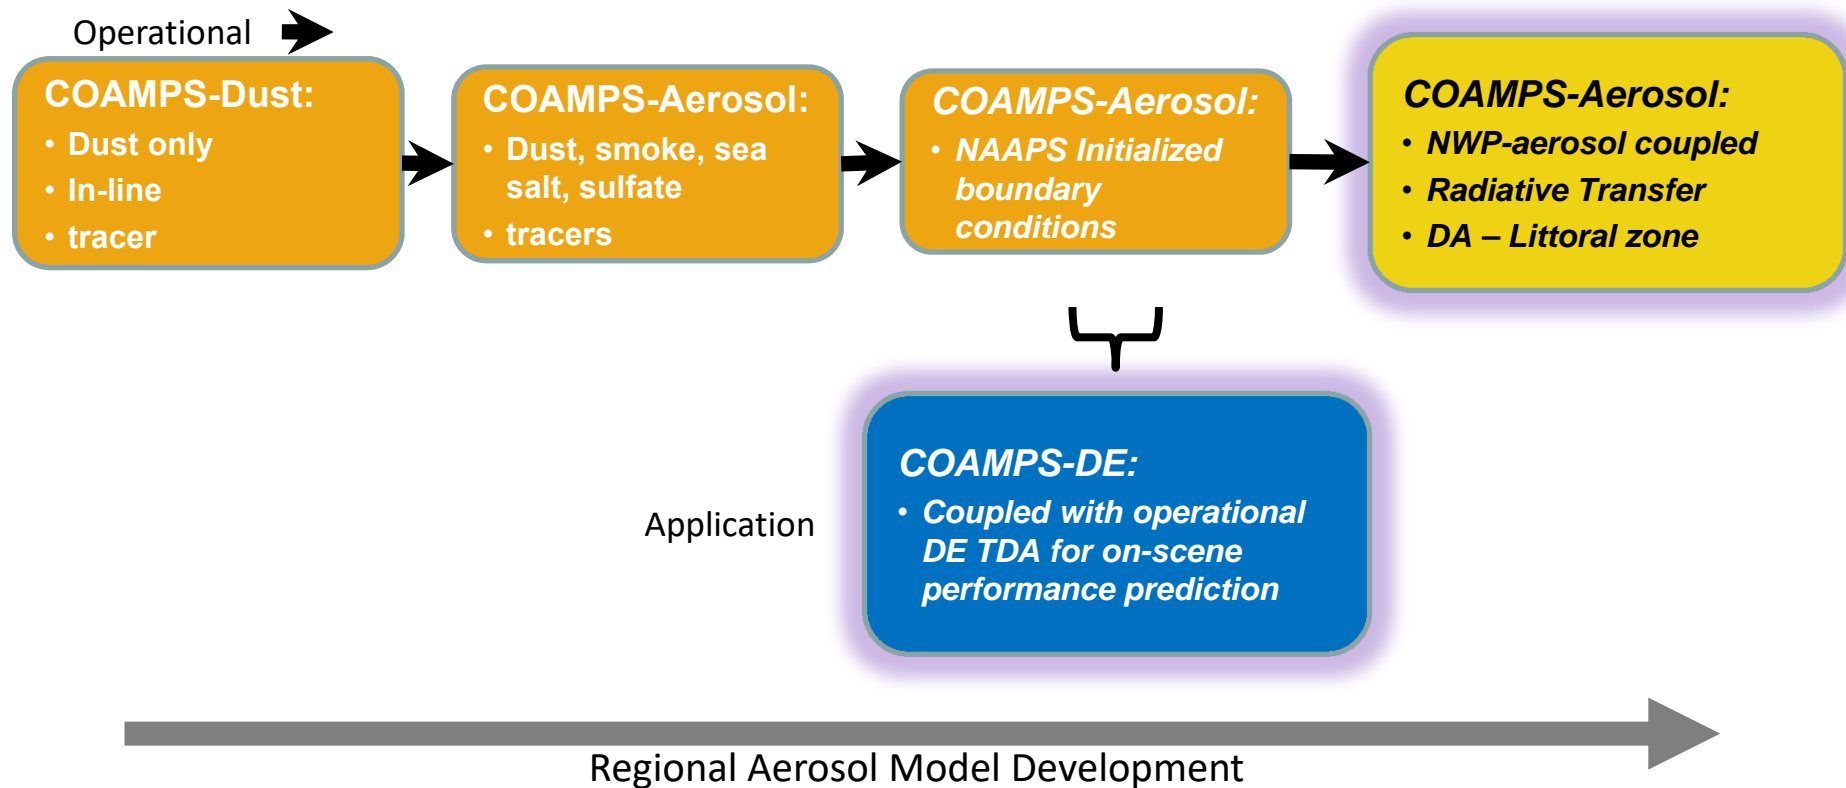 Operational
COAMPS-Dust:
• Dust only
• In-line
• tracer
COAMPS-Aerosol:
• Dust, smoke, sea
salt, sulfate
• tracers
COAMPS-Aerosol:
• NAAPS Initialized
boundary
conditions
COAMPS-Aerosol:
• NWP-aerosol coupled
• Radiative Transfer
• DA – Littoral zone
Application
COAMPS-DE:
• Coupled with operational
DE TDA for on-scene
performance prediction
Regional Aerosol Model Development